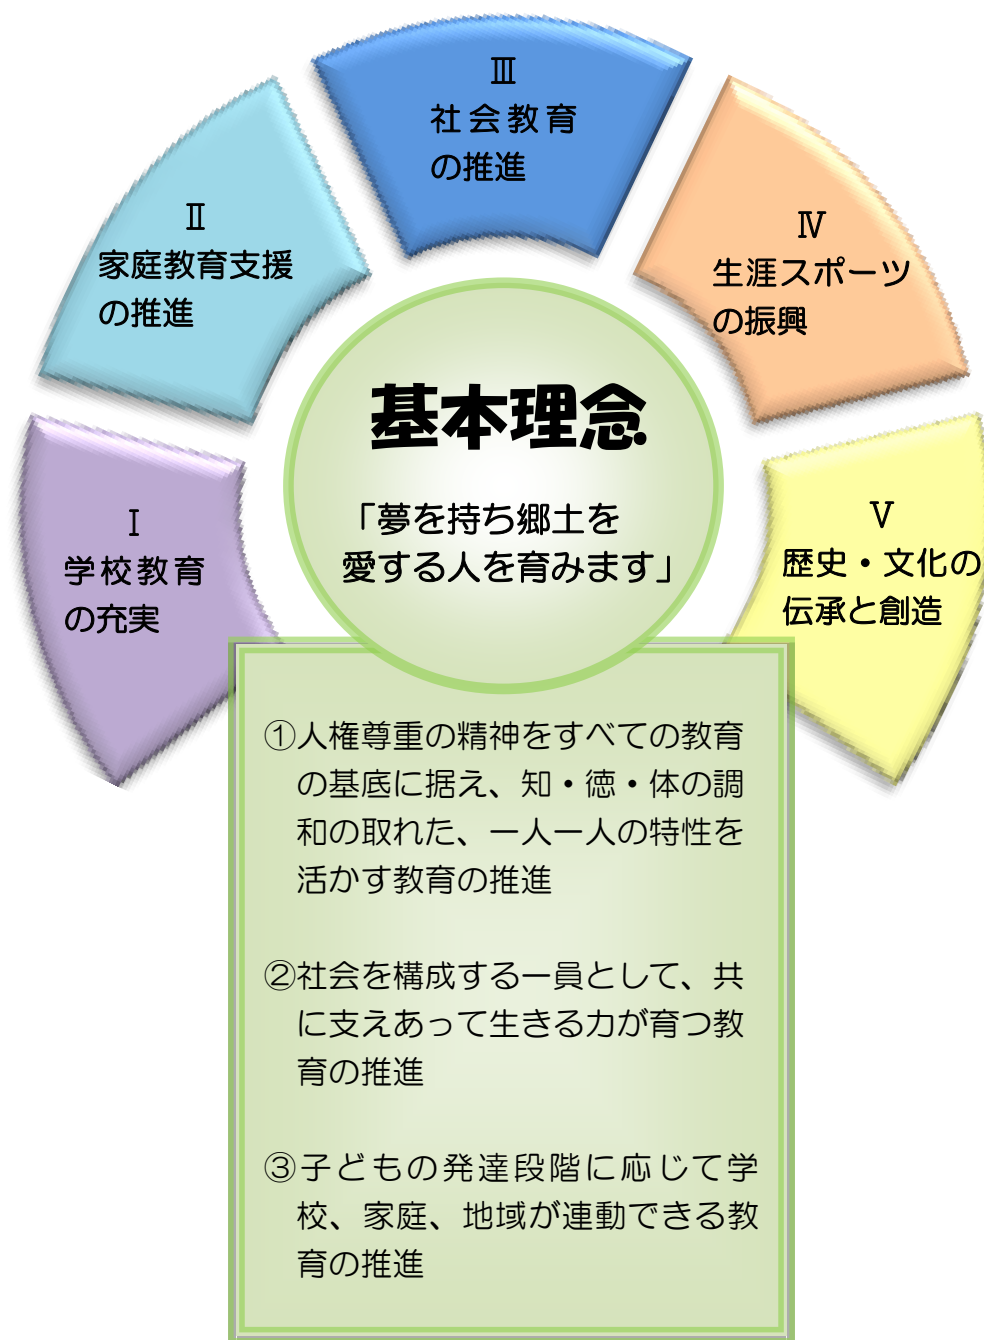 Ⅰ
学校教育
の充実
Ⅱ
家庭教育支援
の推進
Ⅲ
社会教育
の推進
Ⅳ
生涯スポーツ
の振興
Ⅴ
歴史・文化の
伝承と創造
基本理念
「夢を持ち郷土を
愛する人を育みます」
①人権尊重の精神をすべての教育
の基底に据え、知・徳・体の調
和の取れた、一人一人の特性を
活かす教育の推進
②社会を構成する一員として、共
に支えあって生きる力が育つ教
育の推進
③子どもの発達段階に応じて学
校、家庭、地域が連動できる教
育の推進